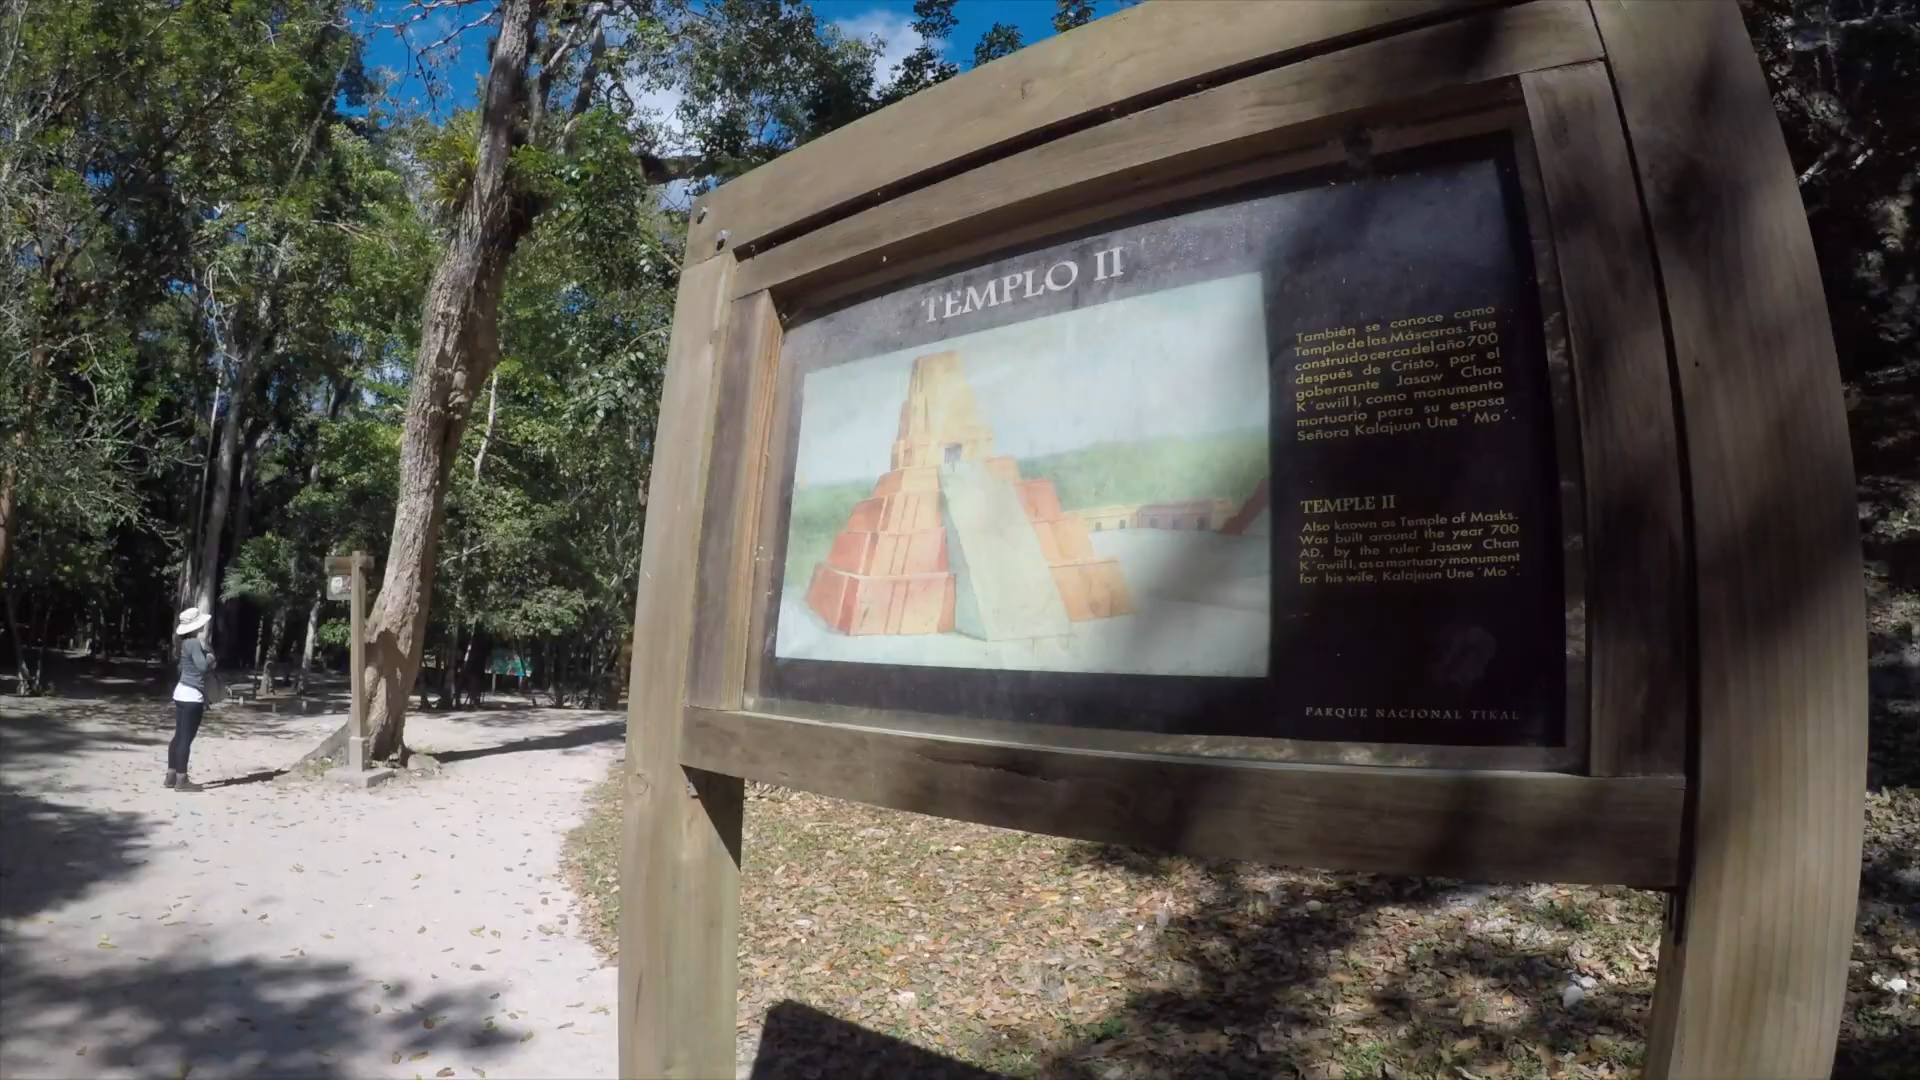 TEMPLO II
También se conoce como
Templo de las Máscaras. Fue
construido cerca del año 700
después de Cristo, por el
gobernante Jasaw Chan
K´awiil I, como monumento
mortuorio para su esposa
Señora Kalajuun Une´Mo´.
TEMPLE II
Also known as Temple of Masks.
Was built around the year 700
AD, by the ruler Jasaw Chan
K´awiil I, as a mortuary monument
for his wife, Kalajuun Une´Mo´.
PARQUE NACIONAL TIKAL